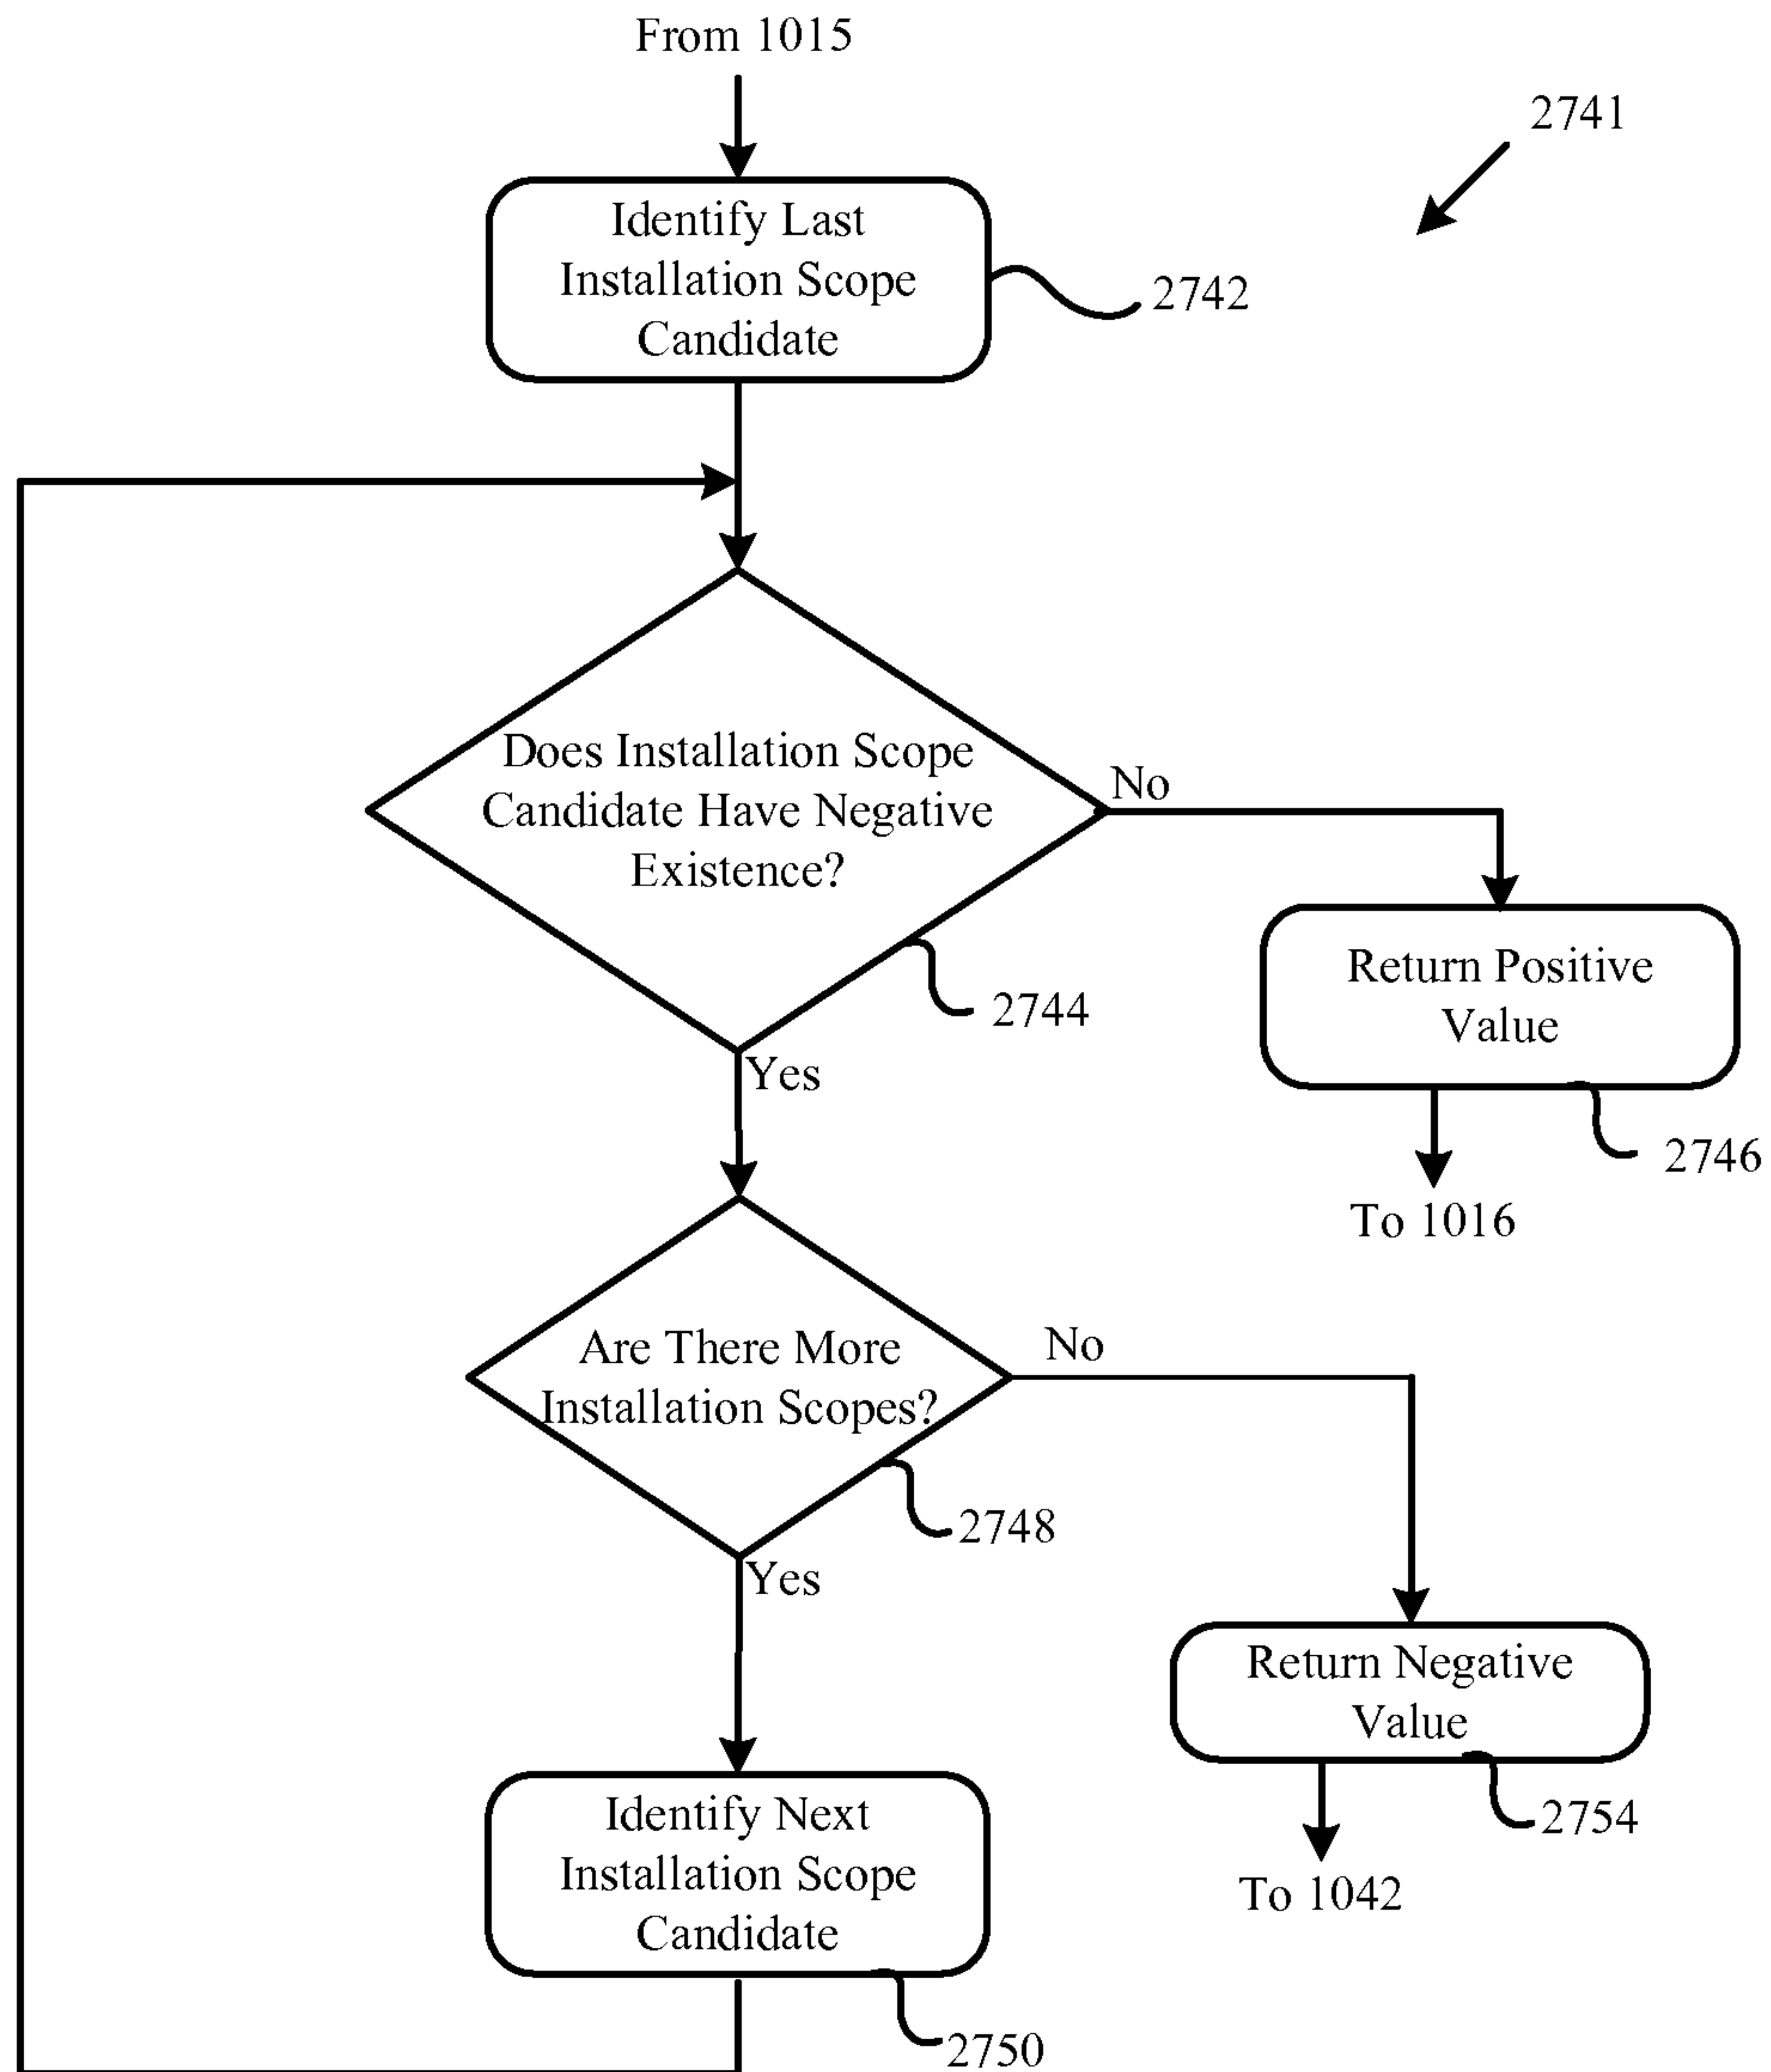 From 1015
2741
Identify Last
Installation Scope
Candidate
2742
Does Installation Scope
Candidate Have Negative
Existence?
No
2744
Return Positive
Value
Yes
2746
To 1016
Are There More
Installation Scopes?
No
2748
Yes
Return Negative
Value
2754
To 1042
Identify Next
Installation Scope
Candidate
2750